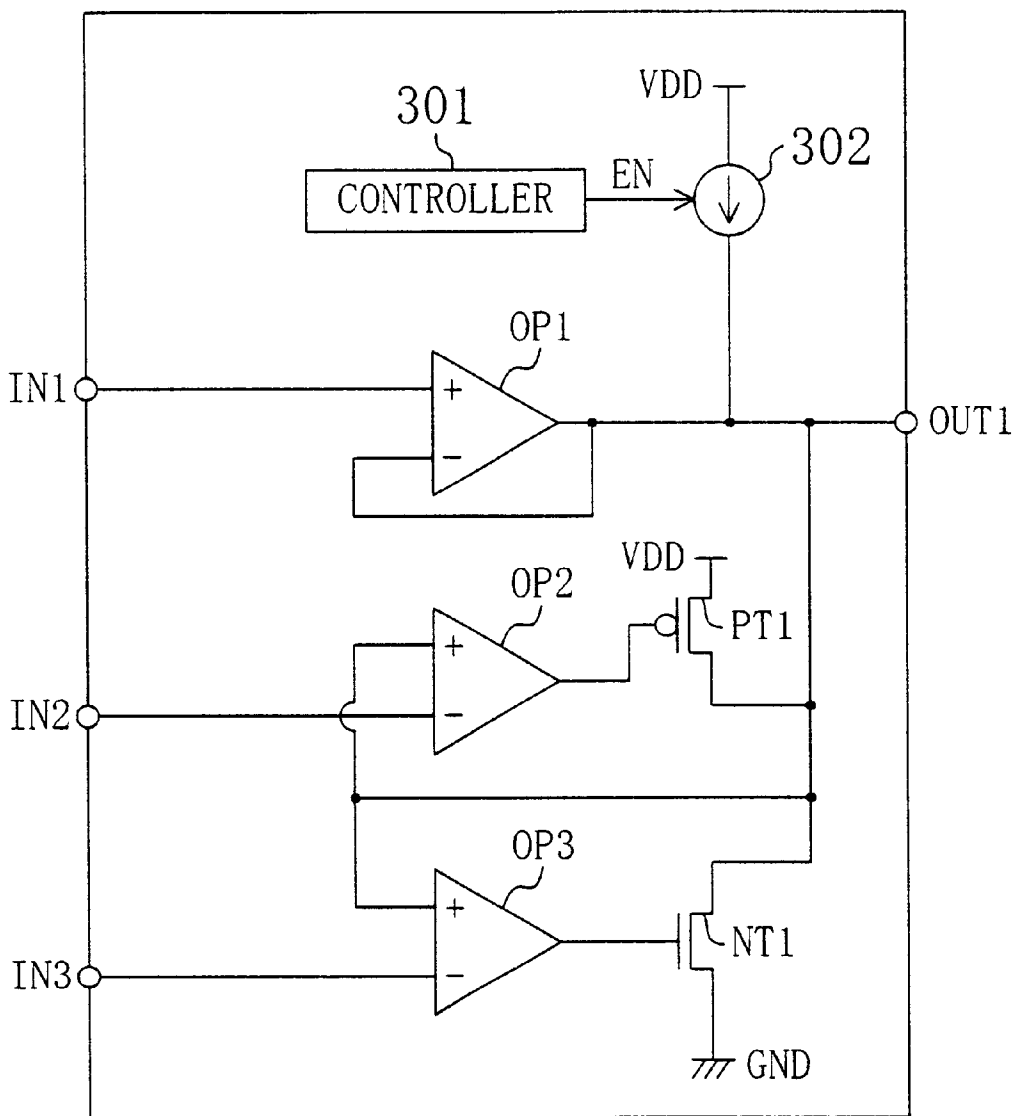 VDD
301
302
EN
CONTROLLER
OP1
IN1
+
−
OUT1
VDD
OP2
PT1
+
IN2
−
OP3
+
NT1
IN3
−
GND